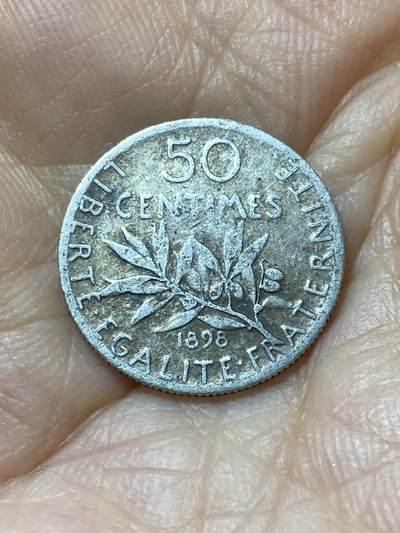 50
CENTIMES
1898
LIBERTE·EGALITE·FRATERNITE